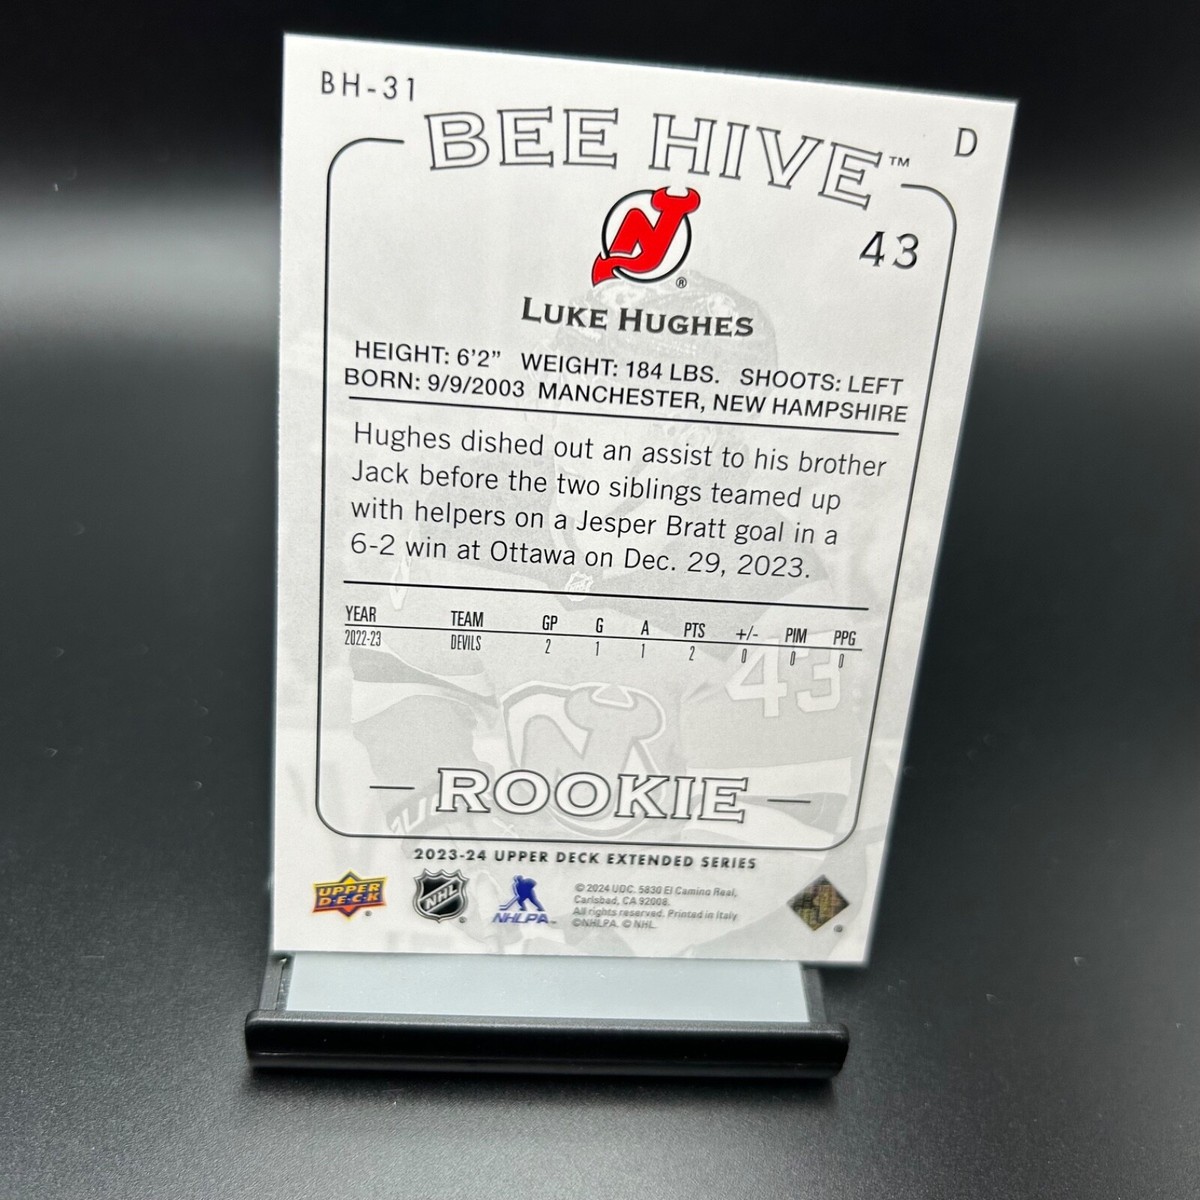 BH-31
D
BEE HIVE™
43
®
LUKE HUGHES
HEIGHT: 6'2" WEIGHT: 184 LBS. SHOOTS: LEFT
BORN: 9/9/2003 MANCHESTER, NEW HAMPSHIRE
Hughes dished out an assist to his brother
Jack before the two siblings teamed up
with helpers on a Jesper Bratt goal in a
6-2 win at Ottawa on Dec. 29, 2023.
YEAR TEAM GP G A PTS +/- PIM PPG
2022-23 DEVILS 2 1 1 2 0 0 0
43
— ROOKIE —
2023-24 UPPER DECK EXTENDED SERIES
UPPER
D·E·C·K
®
NHL
®
NHLPA™
© 2024 UDC. 5830 El Camino Real,
Carlsbad, CA 92008.
All rights reserved. Printed in Italy
©NHLPA. © NHL.
®